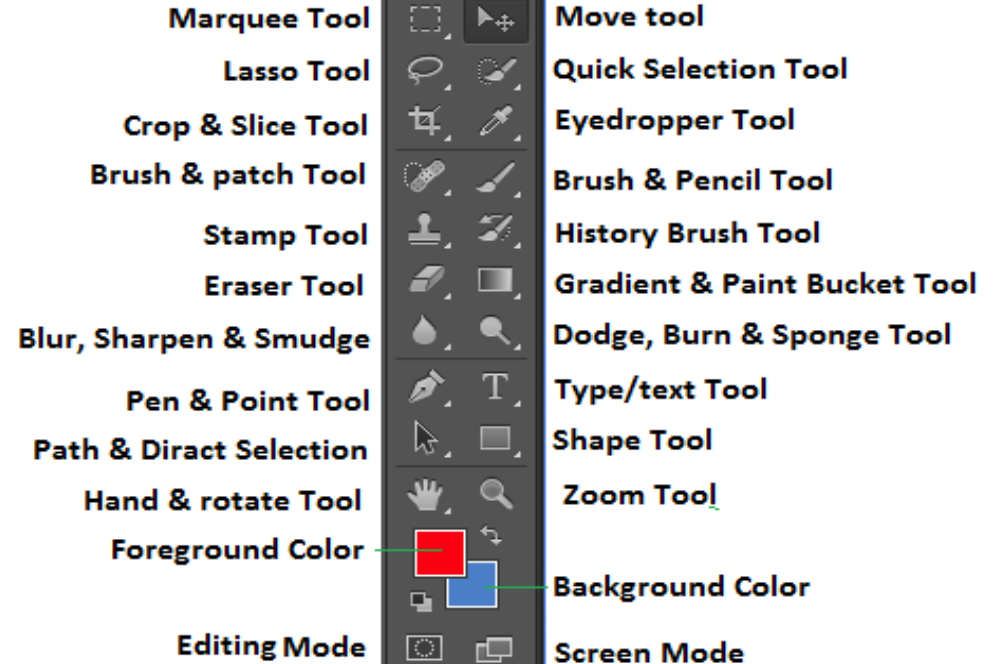 Marquee Tool
Move tool
Lasso Tool
Quick Selection Tool
Crop & Slice Tool
Eyedropper Tool
Brush & patch Tool
Brush & Pencil Tool
Stamp Tool
History Brush Tool
Eraser Tool
Gradient & Paint Bucket Tool
Blur, Sharpen & Smudge
Dodge, Burn & Sponge Tool
Pen & Point Tool
T
Type/text Tool
Path & Diract Selection
Shape Tool
Hand & rotate Tool
Zoom Tool
Foreground Color
Background Color
Editing Mode
Screen Mode